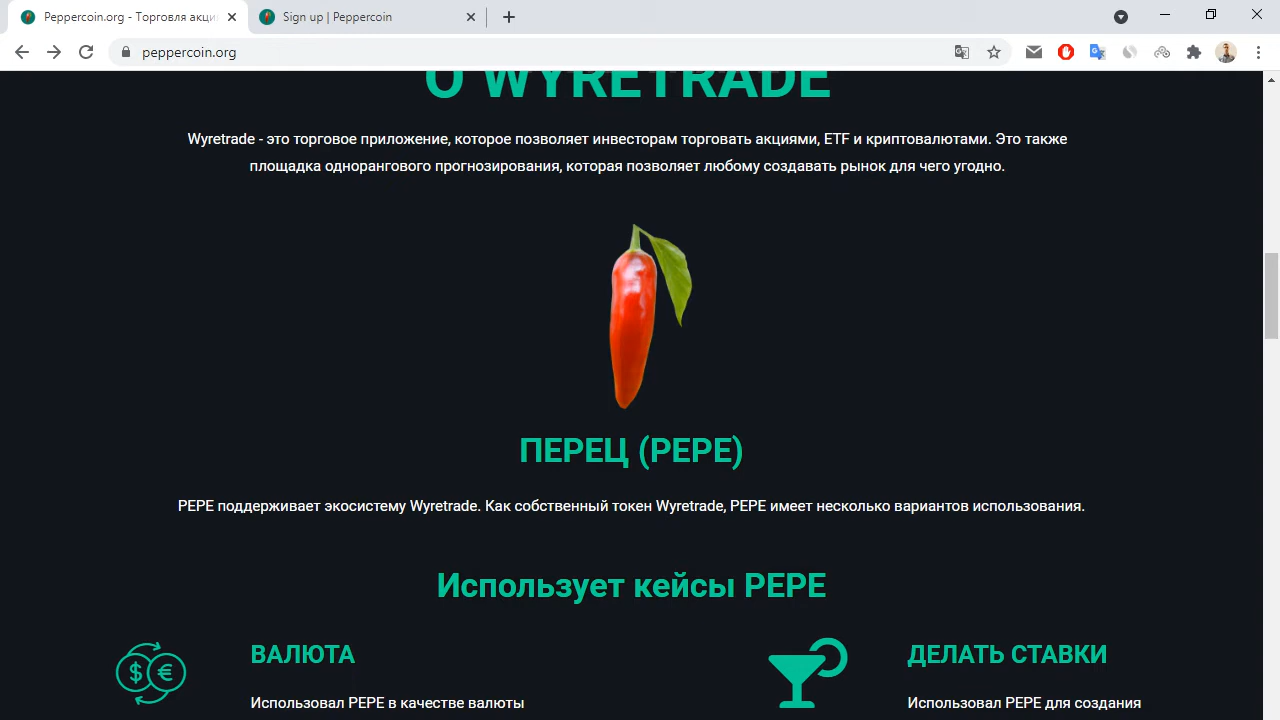 Peppercoin.org - Торговля акци
Sign up | Peppercoin
peppercoin.org
О WYRETRADE
Wyretrade - это торговое приложение, которое позволяет инвесторам торговать акциями, ETF и криптовалютами. Это также
площадка однорангового прогнозирования, которая позволяет любому создавать рынок для чего угодно.
ПЕРЕЦ (PEPE)
PEPE поддерживает экосистему Wyretrade. Как собственный токен Wyretrade, PEPE имеет несколько вариантов использования.
Использует кейсы PEPE
ВАЛЮТА
ДЕЛАТЬ СТАВКИ
Использовал PEPE в качестве валюты
Использовал PEPE для создания